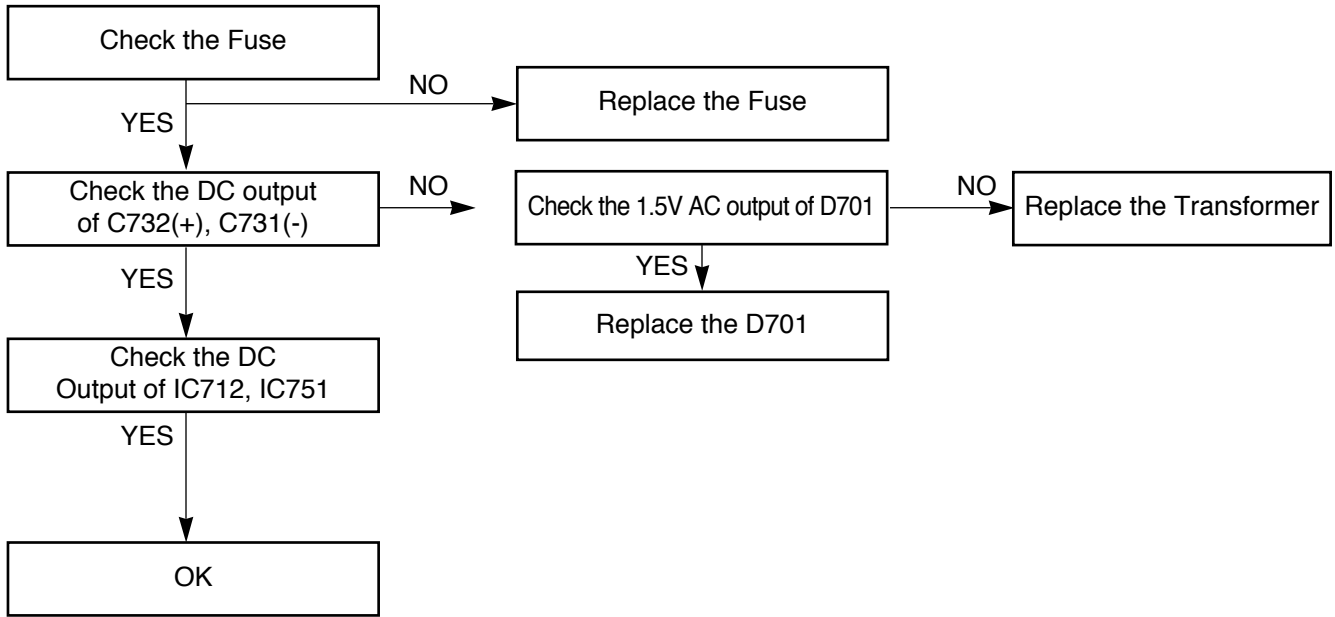 Check the Fuse
NO
Replace the Fuse
YES
Check the DC output
of C732(+), C731(-)
NO
Check the 1.5V AC output of D701
NO
Replace the Transformer
YES
YES
Replace the D701
Check the DC
Output of IC712, IC751
YES
OK